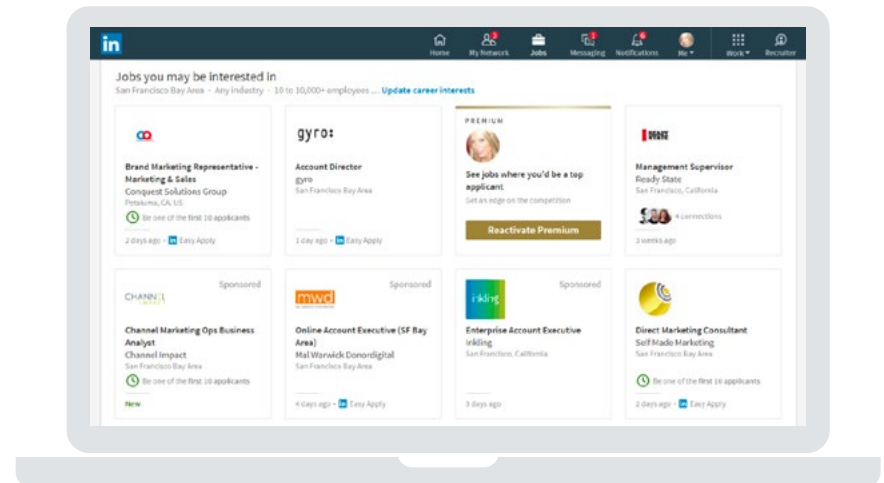 in
Home
3
My Network
Jobs
1
Messaging
6
Notifications
Me
Work
Recruiter
Jobs you may be interested in
San Francisco Bay Area · Any industry · 10 to 10,000+ employees ... Update career interests
Brand Marketing Representative -
Marketing & Sales
Conquest Solutions Group
Petaluma, CA, US
Be one of the first 10 applicants
2 days ago · in Easy Apply
gyro:
Account Director
gyro
San Francisco Bay Area
1 day ago · in Easy Apply
PREMIUM
See jobs where you'd be a top
applicant
Get an edge on the competition
Reactivate Premium
Management Supervisor
Ready State
San Francisco, California
4 connections
3 weeks ago
Sponsored
CHANNEL
IMPACT
Channel Marketing Ops Business
Analyst
Channel Impact
San Francisco Bay Area
Be one of the first 10 applicants
New
Sponsored
mwd
Online Account Executive (SF Bay
Area)
Mal Warwick Donordigital
San Francisco Bay Area
4 days ago · in Easy Apply
Sponsored
inkling
Enterprise Account Executive
Inkling
San Francisco, California
3 days ago
Direct Marketing Consultant
Self Made Marketing
San Francisco Bay Area
Be one of the first 10 applicants
2 days ago · in Easy Apply